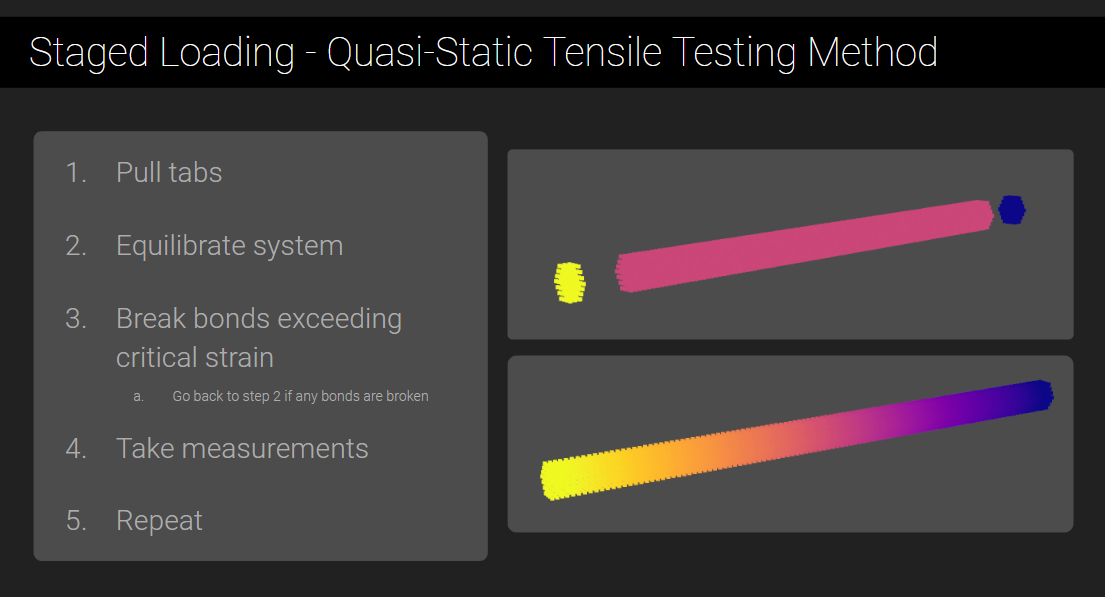 Staged Loading - Quasi-Static Tensile Testing Method
1. Pull tabs
2. Equilibrate system
3. Break bonds exceeding
critical strain
a. Go back to step 2 if any bonds are broken
4. Take measurements
5. Repeat